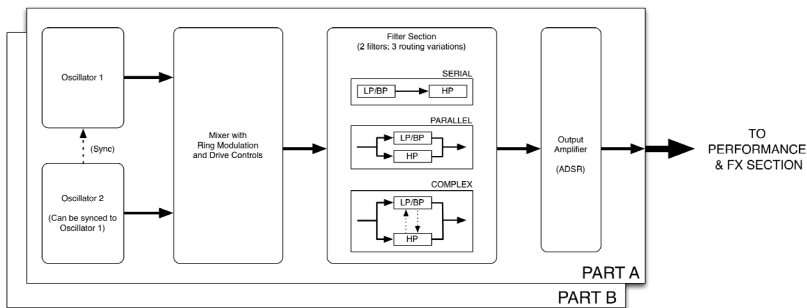 Oscillator 1
(Sync)
Oscillator 2
(Can be synced to
Oscillator 1)
Mixer with
Ring Modulation
and Drive Controls
Filter Section
(2 filters; 3 routing variations)
SERIAL
LP/BP
HP
PARALLEL
LP/BP
HP
COMPLEX
LP/BP
HP
Output
Amplifier
(ADSR)
TO
PERFORMANCE
& FX SECTION
PART A
PART B